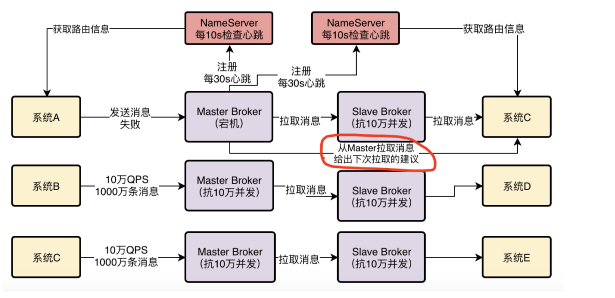 NameServer
每10s检查心跳
NameServer
每10s检查心跳
获取路由信息
获取路由信息
注册
每30s心跳
注册
每30s心跳
系统A
发送消息
失败
Master Broker
（宕机）
拉取消息
Slave Broker
（抗10万并发）
拉取消息
系统C
从Master拉取消息
给出下次拉取的建议
系统B
10万QPS
1000万条消息
Master Broker
（抗10万并发）
拉取消息
Slave Broker
（抗10万并发）
系统D
系统C
10万QPS
1000万条消息
Master Broker
（抗10万并发）
拉取消息
Slave Broker
（抗10万并发）
系统E